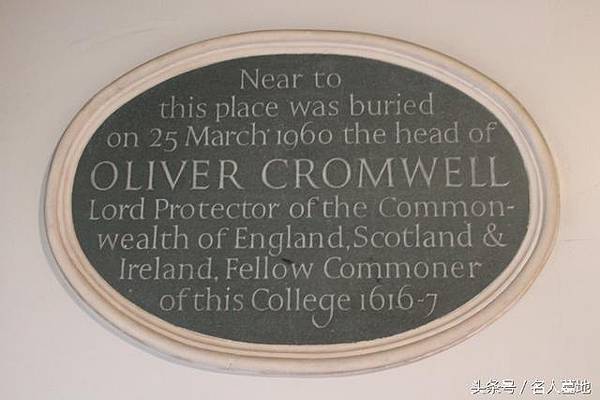 Near to
this place was buried
on 25 March 1960 the head of
OLIVER CROMWELL
Lord Protector of the Common-
wealth of England, Scotland &
Ireland, Fellow Commoner
of this College 1616-7
头条号 / 名人墓地